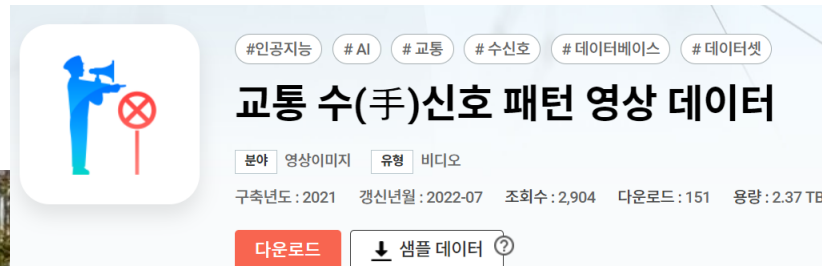 #인공지능 # AI # 교통 # 수신호 # 데이터베이스 # 데이터셋
교통 수(手)신호 패턴 영상 데이터
분야 영상이미지 유형 비디오
구축년도 : 2021 갱신년월 : 2022-07 조회수 : 2,904 다운로드 : 151 용량 : 2.37 TB
다운로드 샘플 데이터 ?